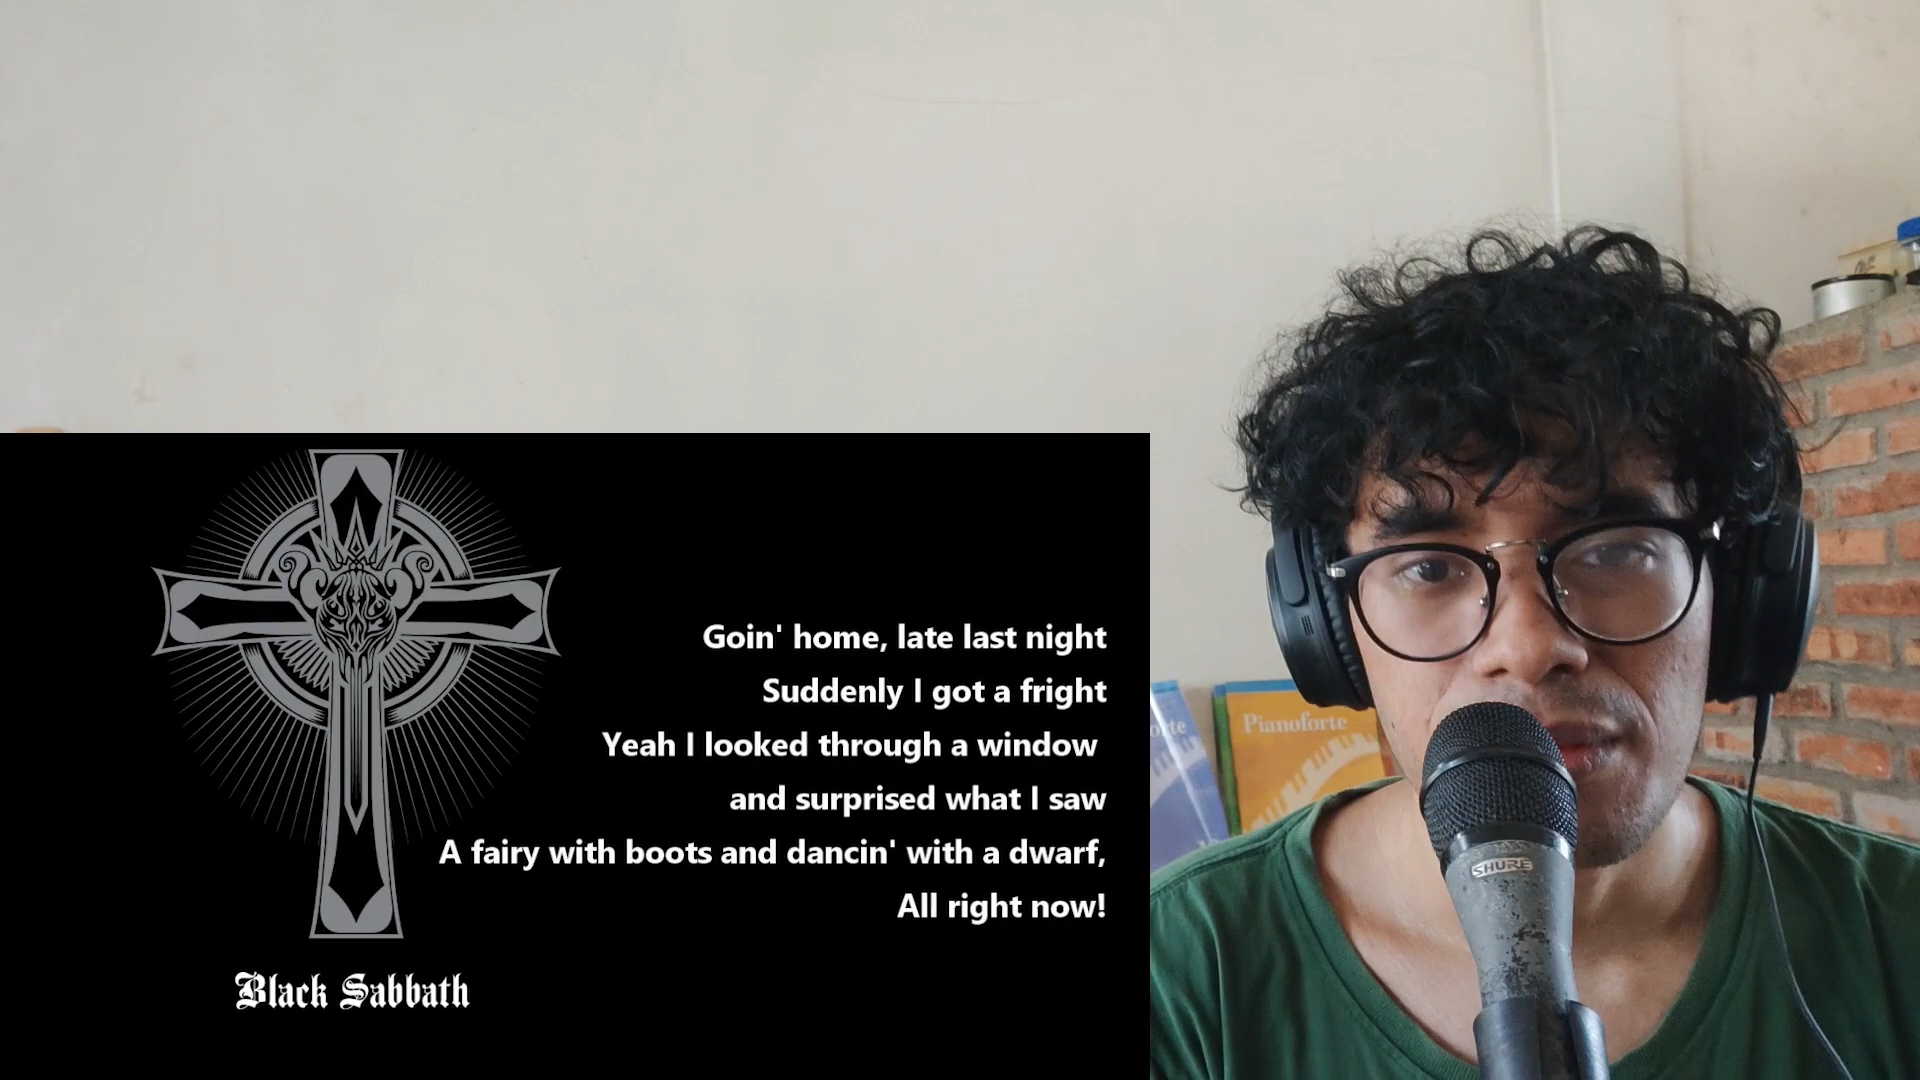 Goin' home, late last night
Suddenly I got a fright
Yeah I looked through a window
and surprised what I saw
A fairy with boots and dancin' with a dwarf,
All right now!
Black Sabbath
rte
Pianoforte
SHURE